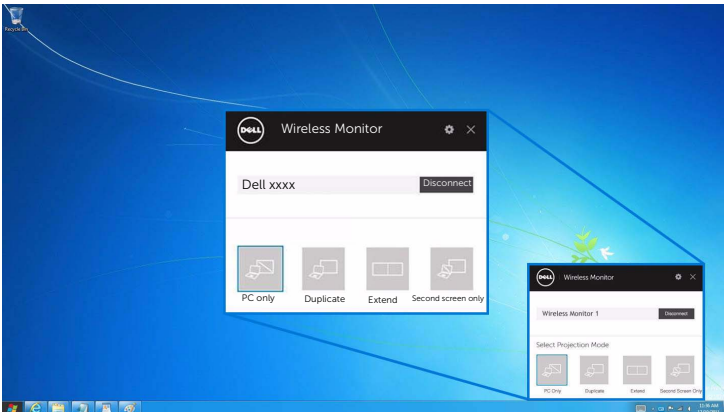 Recycle Bin
DELL
Wireless Monitor
Dell xxxx
Disconnect
PC only
Duplicate
Extend
Second screen only
DELL
Wireless Monitor
Wireless Monitor 1
Disconnect
Select Projection Mode
PC Only
Duplicate
Extend
Second Screen Only